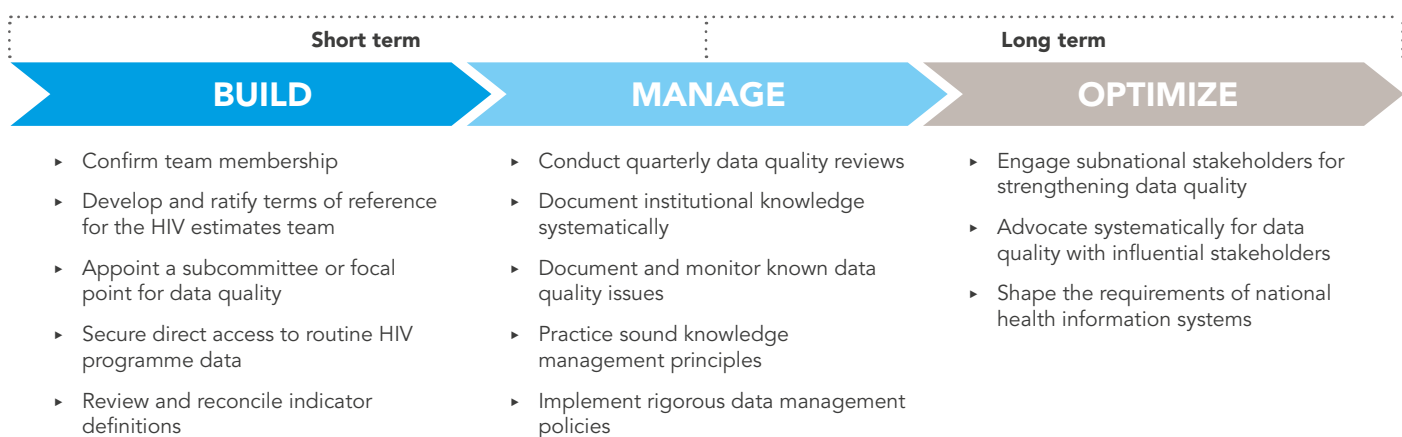 Short term
Long term
BUILD
MANAGE
OPTIMIZE
▸ Confirm team membership
▸ Develop and ratify terms of reference
for the HIV estimates team
▸ Appoint a subcommittee or focal
point for data quality
▸ Secure direct access to routine HIV
programme data
▸ Review and reconcile indicator
definitions
▸ Conduct quarterly data quality reviews
▸ Document institutional knowledge
systematically
▸ Document and monitor known data
quality issues
▸ Practice sound knowledge
management principles
▸ Implement rigorous data management
policies
▸ Engage subnational stakeholders for
strengthening data quality
▸ Advocate systematically for data
quality with influential stakeholders
▸ Shape the requirements of national
health information systems